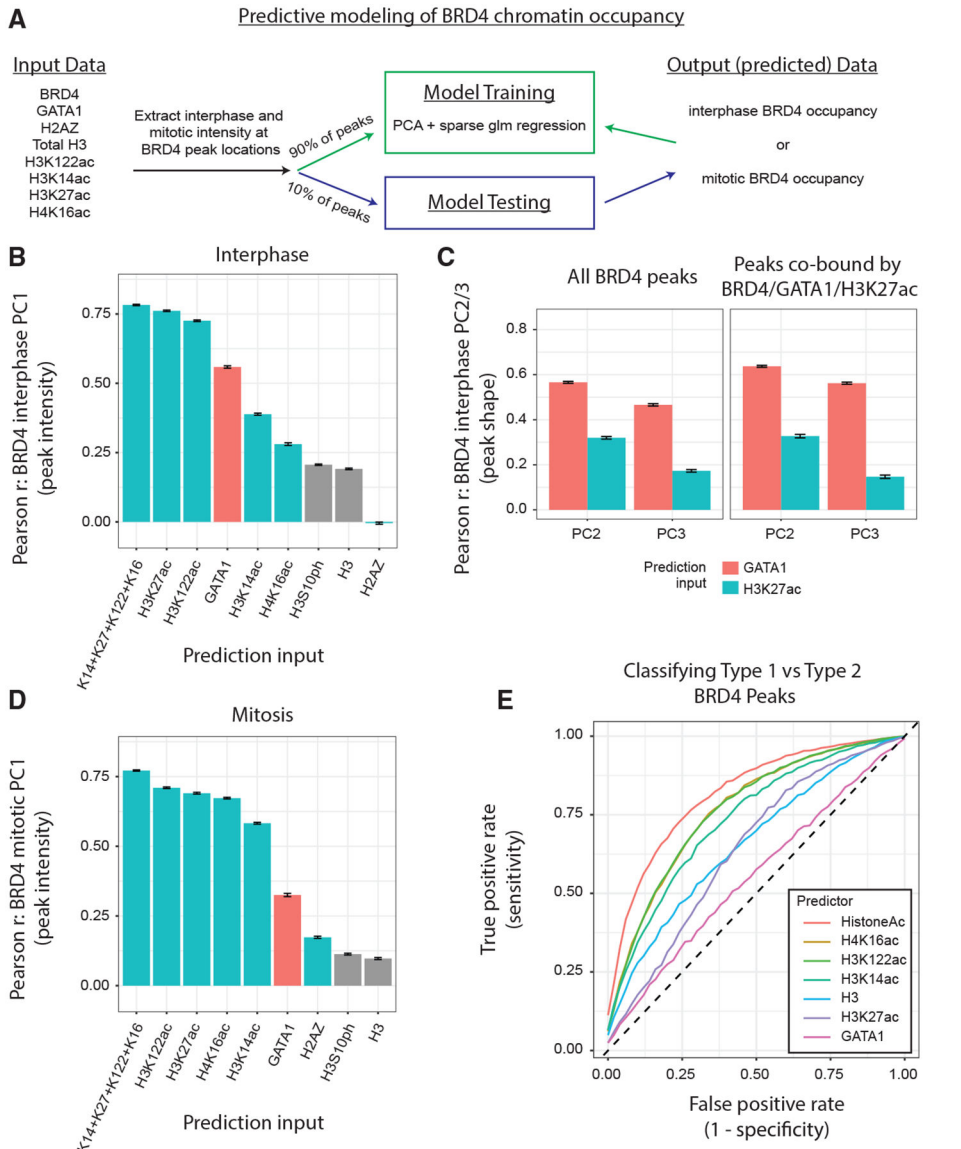 A
Predictive modeling of BRD4 chromatin occupancy
Input Data
BRD4
GATA1
H2AZ
Total H3
H3K122ac
H3K14ac
H3K27ac
H4K16ac
Extract interphase and
mitotic intensity at
BRD4 peak locations
90% of peaks
10% of peaks
Model Training
PCA + sparse glm regression
Model Testing
Output (predicted) Data
interphase BRD4 occupancy
or
mitotic BRD4 occupancy
B
Interphase
Pearson r: BRD4 interphase PC1
(peak intensity)
0.75
0.50
0.25
0.00
K14+K27+K122+K16
H3K27ac
H3K122ac
GATA1
H3K14ac
H4K16ac
H3S10ph
H3
H2AZ
Prediction input
C
All BRD4 peaks
Peaks co-bound by
BRD4/GATA1/H3K27ac
Pearson r: BRD4 interphase PC2/3
(peak shape)
0.8
0.6
0.4
0.2
0.0
PC2
PC3
PC2
PC3
Prediction
input
GATA1
H3K27ac
D
Mitosis
Pearson r: BRD4 mitotic PC1
(peak intensity)
0.75
0.50
0.25
0.00
K14+K27+K122+K16
H3K122ac
H3K27ac
H4K16ac
H3K14ac
GATA1
H2AZ
H3S10ph
H3
Prediction input
E
Classifying Type 1 vs Type 2
BRD4 Peaks
True positive rate
(sensitivity)
1.00
0.75
0.50
0.25
0.00
0.00
0.25
0.50
0.75
1.00
False positive rate
(1 - specificity)
Predictor
HistoneAc
H4K16ac
H3K122ac
H3K14ac
H3
H3K27ac
GATA1